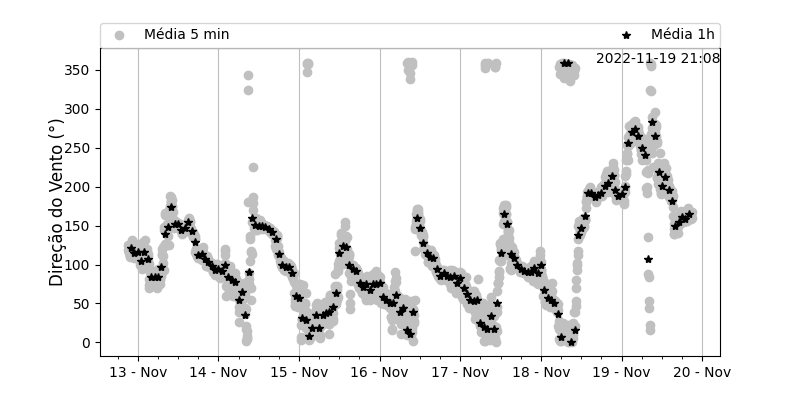 Média 5 min
Média 1h
2022-11-19 21:08
Direção do Vento (°)
350
300
250
200
150
100
50
0
13 - Nov
14 - Nov
15 - Nov
16 - Nov
17 - Nov
18 - Nov
19 - Nov
20 - Nov